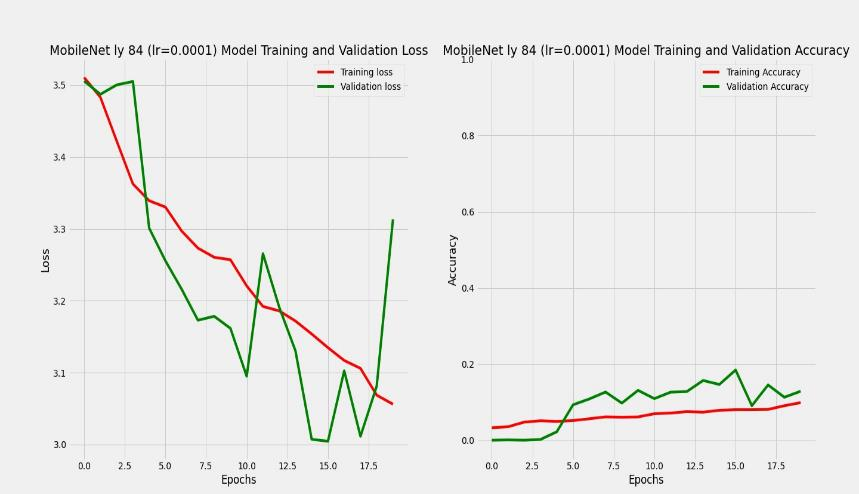 MobileNet ly 84 (lr=0.0001) Model Training and Validation Loss
Training loss
Validation loss
3.5
3.4
3.3
3.2
3.1
3.0
Loss
0.0 2.5 5.0 7.5 10.0 12.5 15.0 17.5
Epochs
MobileNet ly 84 (lr=0.0001) Model Training and Validation Accuracy
Training Accuracy
Validation Accuracy
1.0
0.8
0.6
0.4
0.2
0.0
Accuracy
0.0 2.5 5.0 7.5 10.0 12.5 15.0 17.5
Epochs